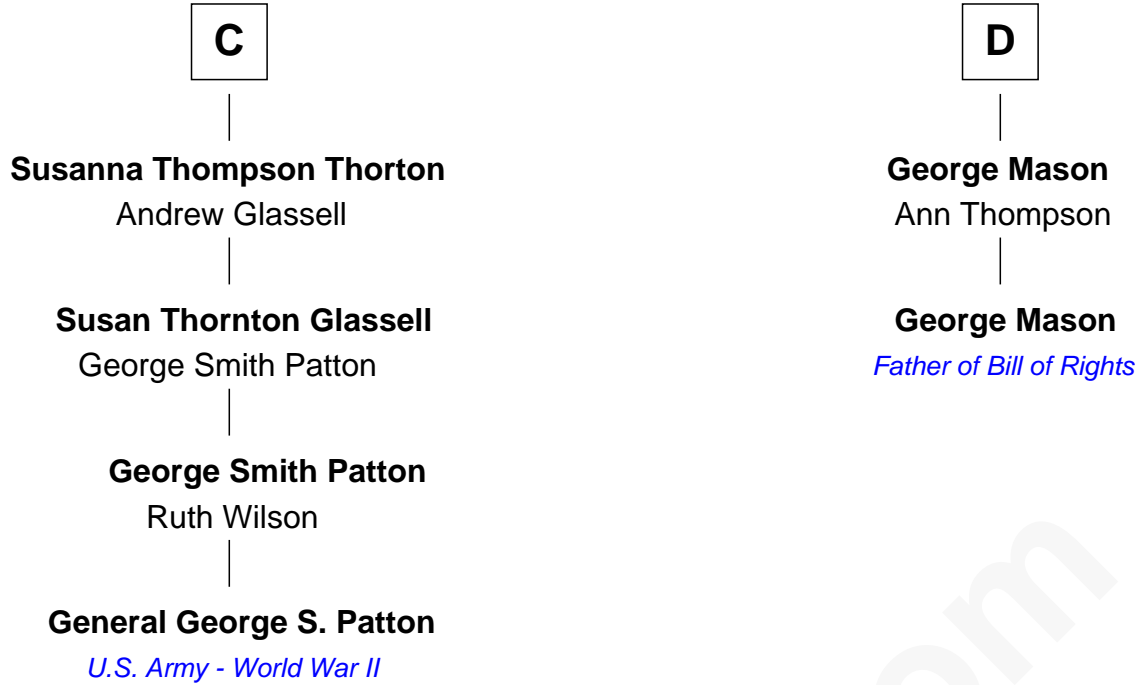 C
Susanna Thompson Thorton
Andrew Glassell
Susan Thornton Glassell
George Smith Patton
George Smith Patton
Ruth Wilson
General George S. Patton
U.S. Army - World War II
D
George Mason
Ann Thompson
George Mason
Father of Bill of Rights
om